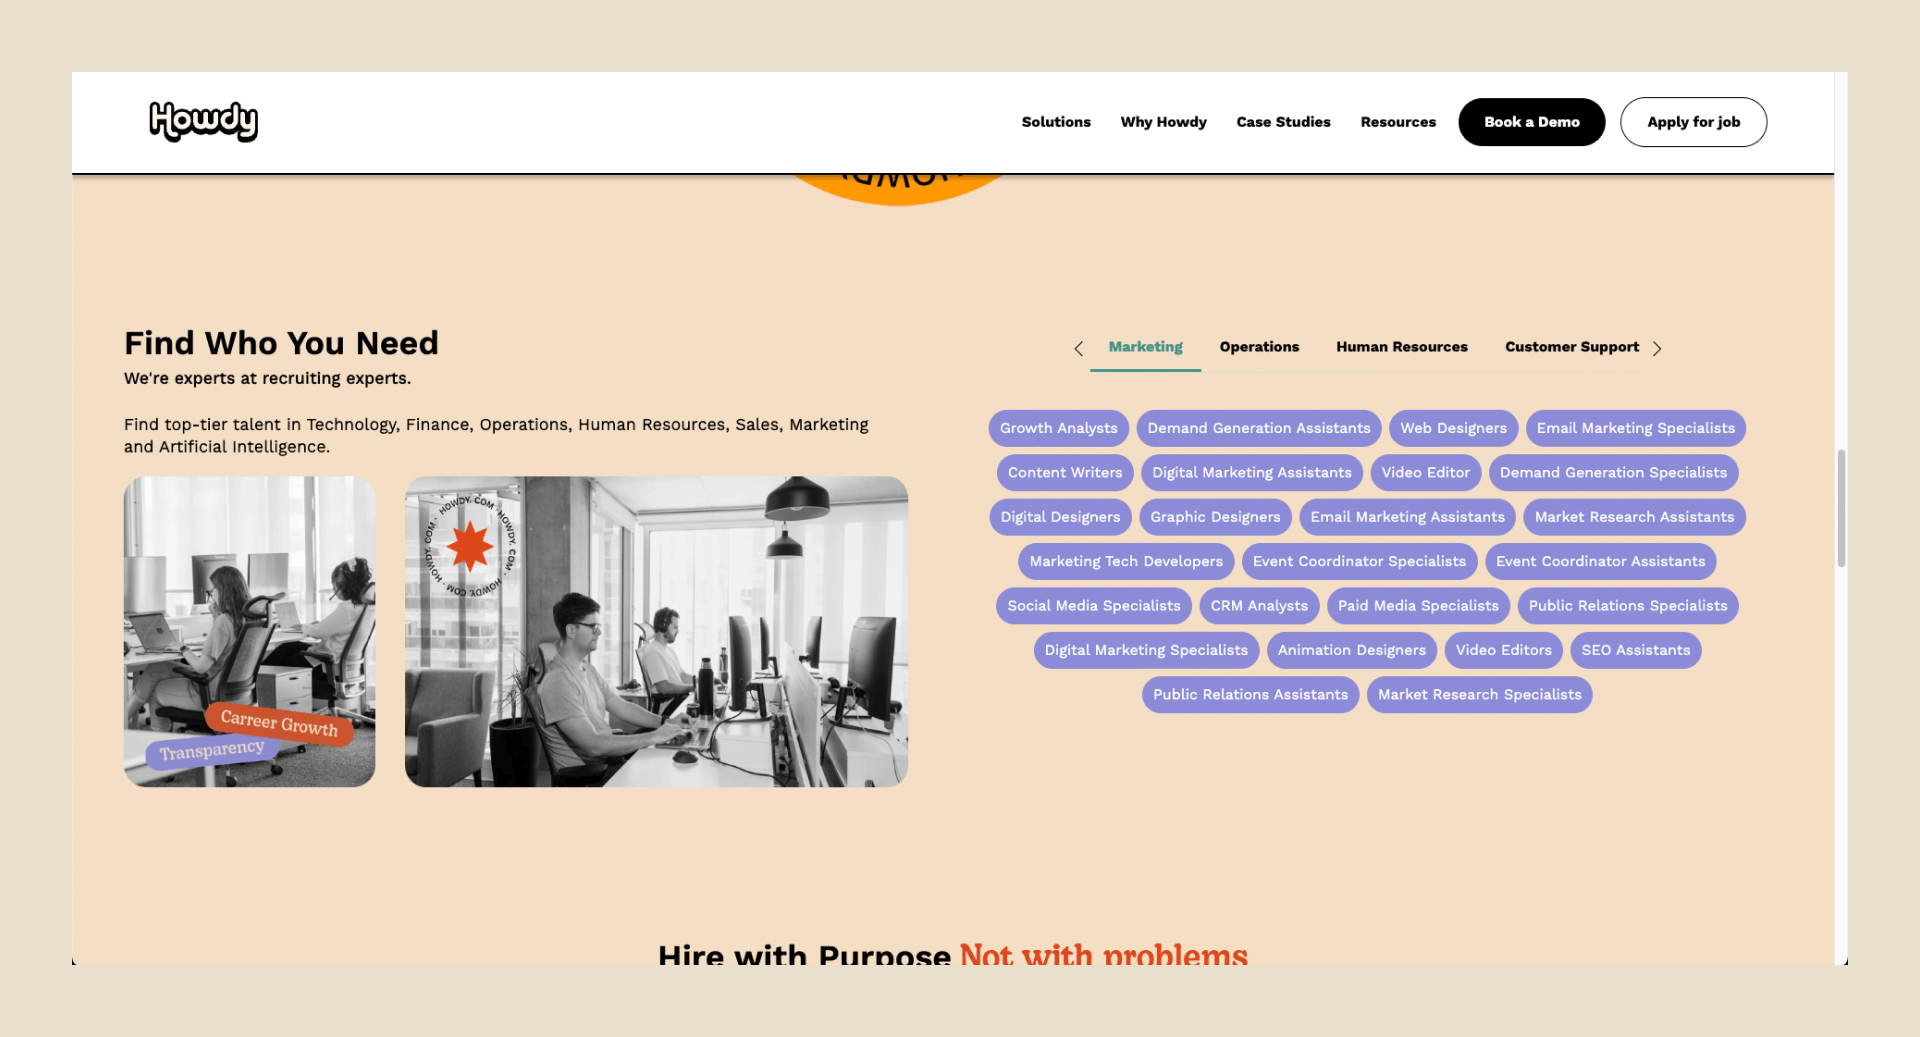 Howdy
Solutions
Why Howdy
Case Studies
Resources
Book a Demo
Apply for job
Find Who You Need
We're experts at recruiting experts.
Find top-tier talent in Technology, Finance, Operations, Human Resources, Sales, Marketing
and Artificial Intelligence.
HOWDY.COM · HOWDY.COM · HOWDY.COM · HOWDY.COM ·
Carreer Growth
Transparency
Marketing
Operations
Human Resources
Customer Support
Growth Analysts
Demand Generation Assistants
Web Designers
Email Marketing Specialists
Content Writers
Digital Marketing Assistants
Video Editor
Demand Generation Specialists
Digital Designers
Graphic Designers
Email Marketing Assistants
Market Research Assistants
Marketing Tech Developers
Event Coordinator Specialists
Event Coordinator Assistants
Social Media Specialists
CRM Analysts
Paid Media Specialists
Public Relations Specialists
Digital Marketing Specialists
Animation Designers
Video Editors
SEO Assistants
Public Relations Assistants
Market Research Specialists
Hire with Purpose Not with problems